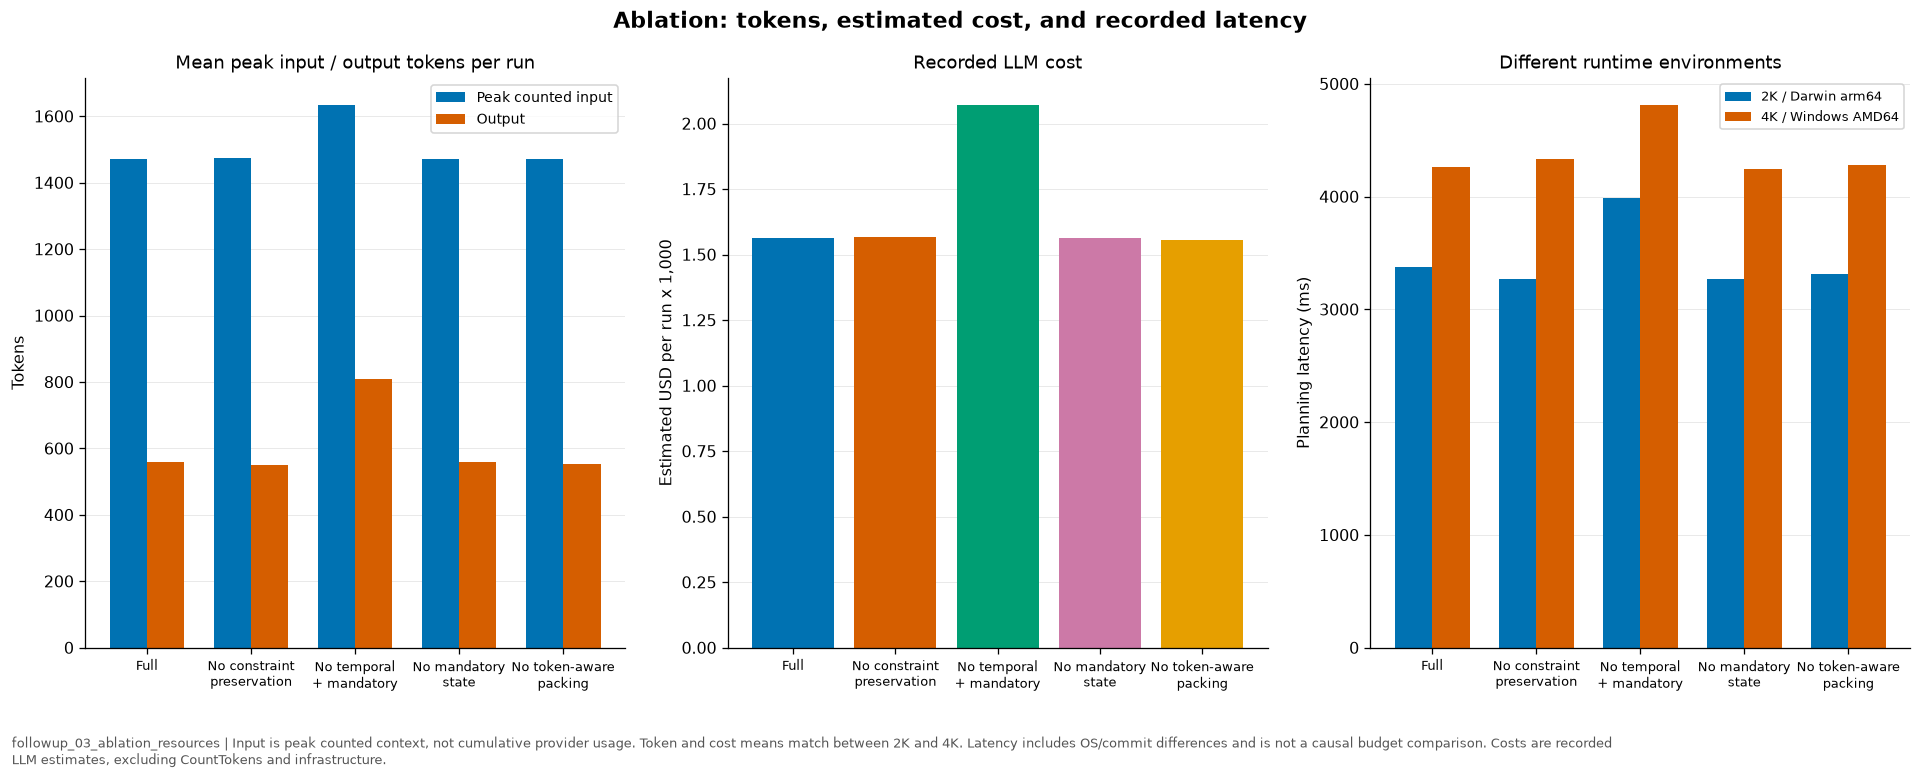 Ablation: tokens, estimated cost, and recorded latency
Mean peak input / output tokens per run
Peak counted input
Output
Tokens
1600
1400
1200
1000
800
600
400
200
0
Full
No constraint
preservation
No temporal
+ mandatory
No mandatory
state
No token-aware
packing
Recorded LLM cost
Estimated USD per run x 1,000
2.00
1.75
1.50
1.25
1.00
0.75
0.50
0.25
0.00
Full
No constraint
preservation
No temporal
+ mandatory
No mandatory
state
No token-aware
packing
Different runtime environments
2K / Darwin arm64
4K / Windows AMD64
Planning latency (ms)
5000
4000
3000
2000
1000
0
Full
No constraint
preservation
No temporal
+ mandatory
No mandatory
state
No token-aware
packing
followup_03_ablation_resources | Input is peak counted context, not cumulative provider usage. Token and cost means match between 2K and 4K. Latency includes OS/commit differences and is not a causal budget comparison. Costs are recorded
LLM estimates, excluding CountTokens and infrastructure.